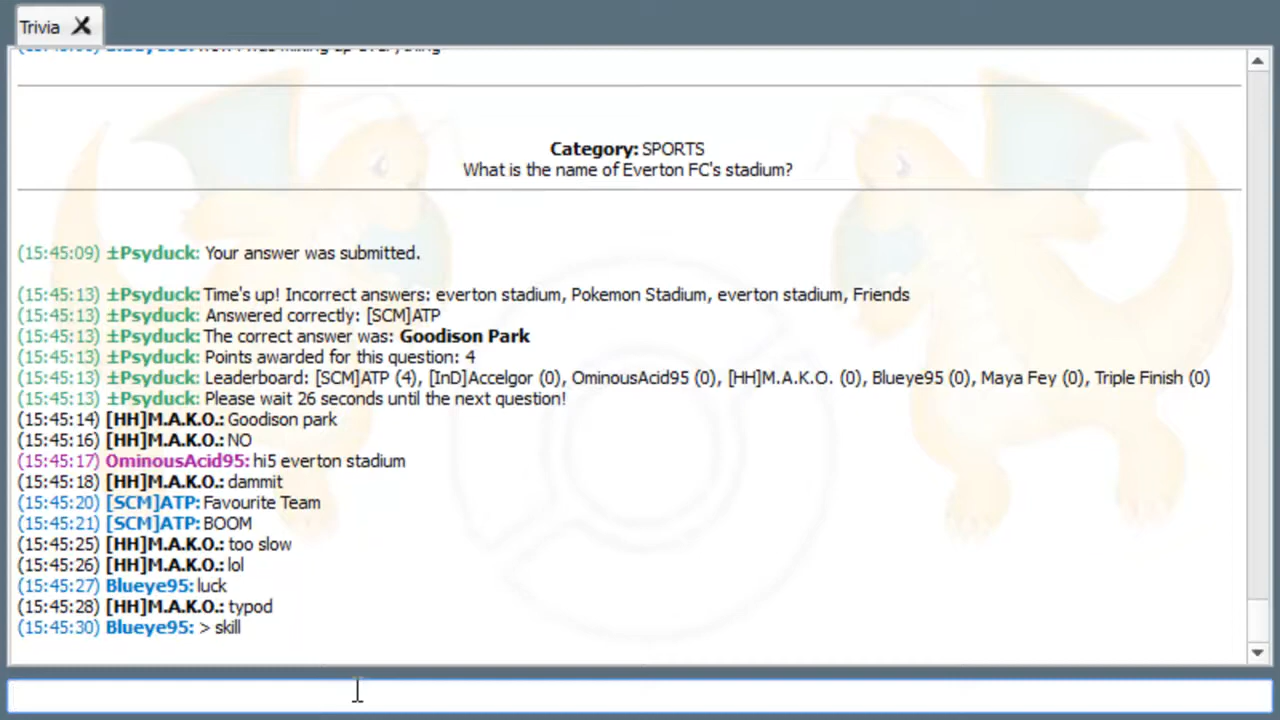 Trivia X
Category: SPORTS
What is the name of Everton FC's stadium?
(15:45:09) ±Psyduck: Your answer was submitted.
(15:45:13) ±Psyduck: Time's up! Incorrect answers: everton stadium, Pokemon Stadium, everton stadium, Friends
(15:45:13) ±Psyduck: Answered correctly: [SCM]ATP
(15:45:13) ±Psyduck: The correct answer was: Goodison Park
(15:45:13) ±Psyduck: Points awarded for this question: 4
(15:45:13) ±Psyduck: Leaderboard: [SCM]ATP (4), [InD]Accelgor (0), OminousAcid95 (0), [HH]M.A.K.O. (0), Blueye95 (0), Maya Fey (0), Triple Finish (0)
(15:45:13) ±Psyduck: Please wait 26 seconds until the next question!
(15:45:14) [HH]M.A.K.O.: Goodison park
(15:45:16) [HH]M.A.K.O.: NO
(15:45:17) OminousAcid95: hi5 everton stadium
(15:45:18) [HH]M.A.K.O.: dammit
(15:45:20) [SCM]ATP: Favourite Team
(15:45:21) [SCM]ATP: BOOM
(15:45:25) [HH]M.A.K.O.: too slow
(15:45:26) [HH]M.A.K.O.: lol
(15:45:27) Blueye95: luck
(15:45:28) [HH]M.A.K.O.: typod
(15:45:30) Blueye95: > skill